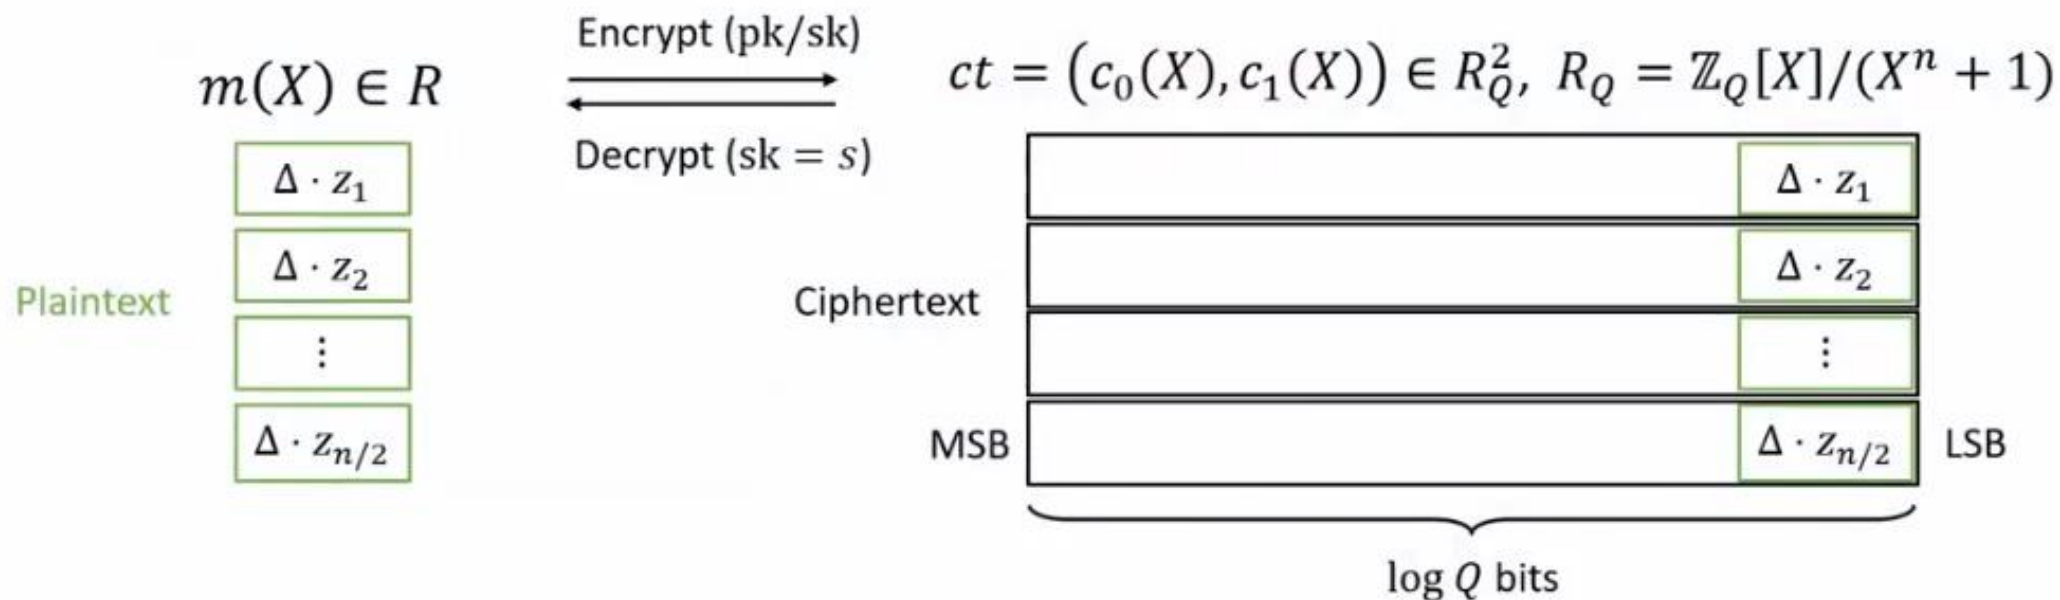 Encrypt (pk/sk)
m(X) ∈ R
ct = (c₀(X), c₁(X)) ∈ R_Q², R_Q = ℤ_Q[X]/(Xⁿ + 1)
Decrypt (sk = s)
Δ · z₁
Δ · z₂
⋮
Δ · z_{n/2}
Plaintext
Ciphertext
Δ · z₁
Δ · z₂
⋮
MSB
Δ · z_{n/2}
LSB
log Q bits